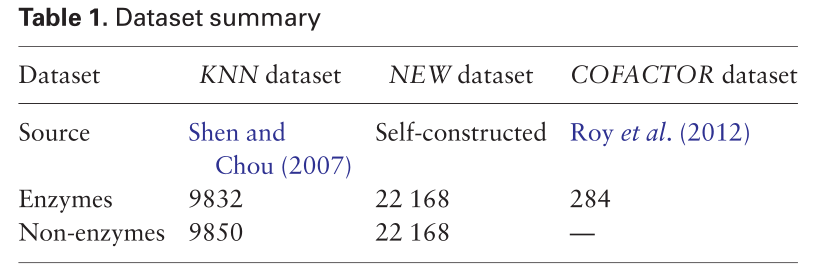 Table 1. Dataset summary
Dataset KNN dataset NEW dataset COFACTOR dataset
Source Shen and Self-constructed Roy et al. (2012)
Chou (2007)
Enzymes 9832 22 168 284
Non-enzymes 9850 22 168 —